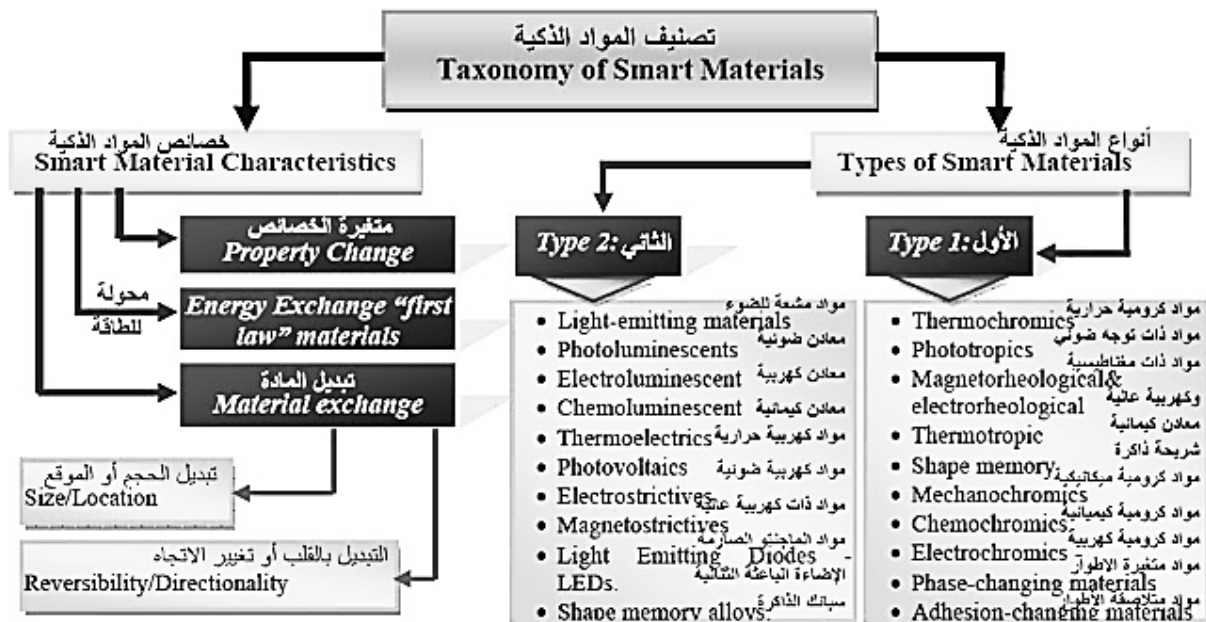 تصنيف المواد الذكية
Taxonomy of Smart Materials
خصائص المواد الذكية
Smart Material Characteristics
أنواع المواد الذكية
Types of Smart Materials
متغيرة الخصائص
Property Change
محولة
للطاقة
Energy Exchange “first
law” materials
تبديل المادة
Material exchange
تبديل الحجم أو الموقع
Size/Location
التبديل بالقلب أو تغيير الاتجاه
Reversibility/Directionality
Type 2: الثاني
مواد مشعة للضوء
• Light-emitting materials
• Photoluminescents معادن ضوئية
• Electroluminescent معادن كهربية
• Chemoluminescent معادن كيمائية
• Thermoelectrics مواد كهربية حرارية
• Photovoltaics مواد كهربية ضوئية
• Electrostrictives مواد ذات كهربية عالية
• Magnetostrictives
مواد الماجنتو الصارمة
• Light Emitting Diodes -
LEDs. الإضاءة الباعثة الثنائية
• Shape memory alloys. سبائك الذاكرة
Type 1: الأول
• Thermochromics مواد كرومية حرارية
• Phototropics مواد ذات توجه ضوئي
مواد ذات مغناطيسية
• Magnetorheological&
electrorheological وكهربية عالية
• Thermotropic معادن كيمائية
شريحة ذاكرة
• Shape memory
• Mechanochromics مواد كرومية ميكانيكية
• Chemochromics مواد كرومية كيميائية
• Electrochromics مواد كرومية كهربية
مواد متغيرة الاطوار
• Phase-changing materials
مواد متلاصقة الأطوار
• Adhesion-changing materials